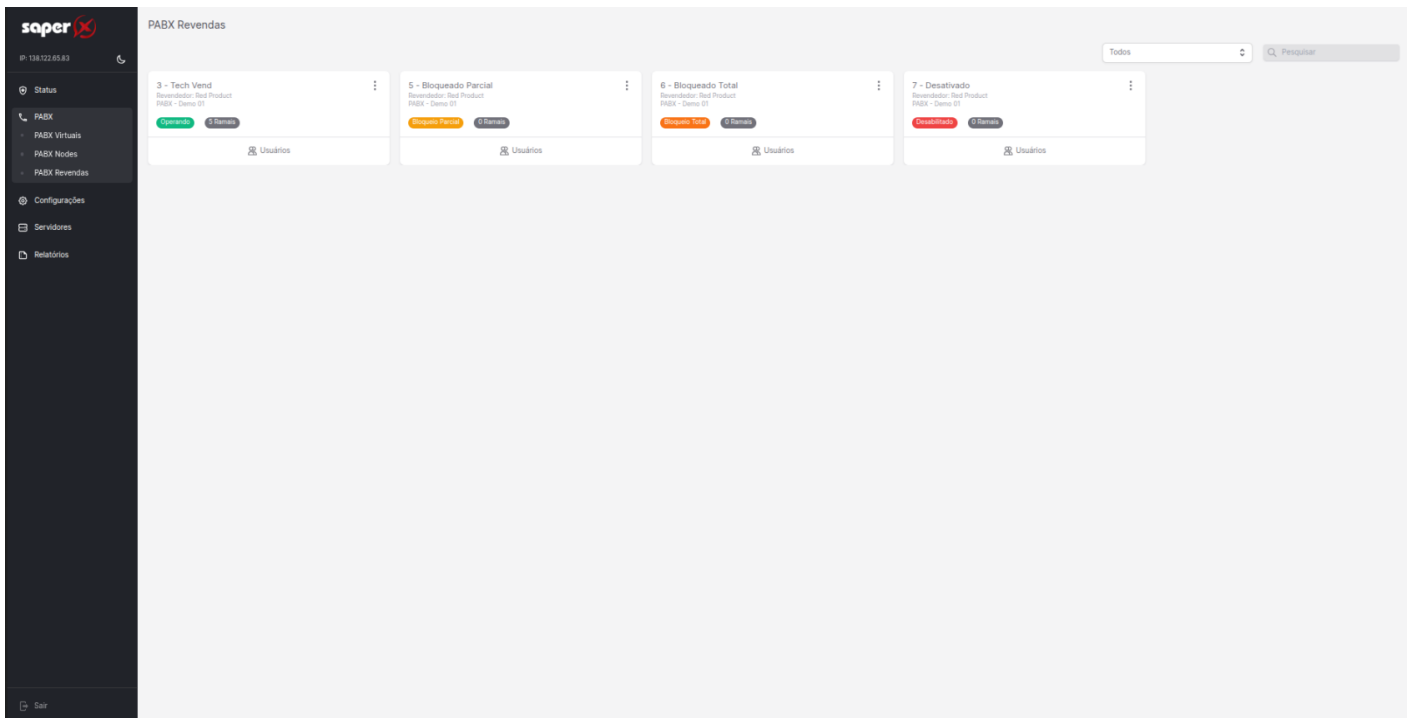 saper
IP: 138.122.65.83
Status
PABX
PABX Virtuais
PABX Nodes
PABX Revendas
Configurações
Servidores
Relatórios
Sair
PABX Revendas
Todos
Pesquisar
3 - Tech Vend
Revendedor: Red Product
PABX - Demo 01
Operando 5 Ramais
Usuários
5 - Bloqueado Parcial
Revendedor: Red Product
PABX - Demo 01
Bloqueio Parcial 0 Ramais
Usuários
6 - Bloqueado Total
Revendedor: Red Product
PABX - Demo 01
Bloqueio Total 0 Ramais
Usuários
7 - Desativado
Revendedor: Red Product
PABX - Demo 01
Desabilitado 0 Ramais
Usuários